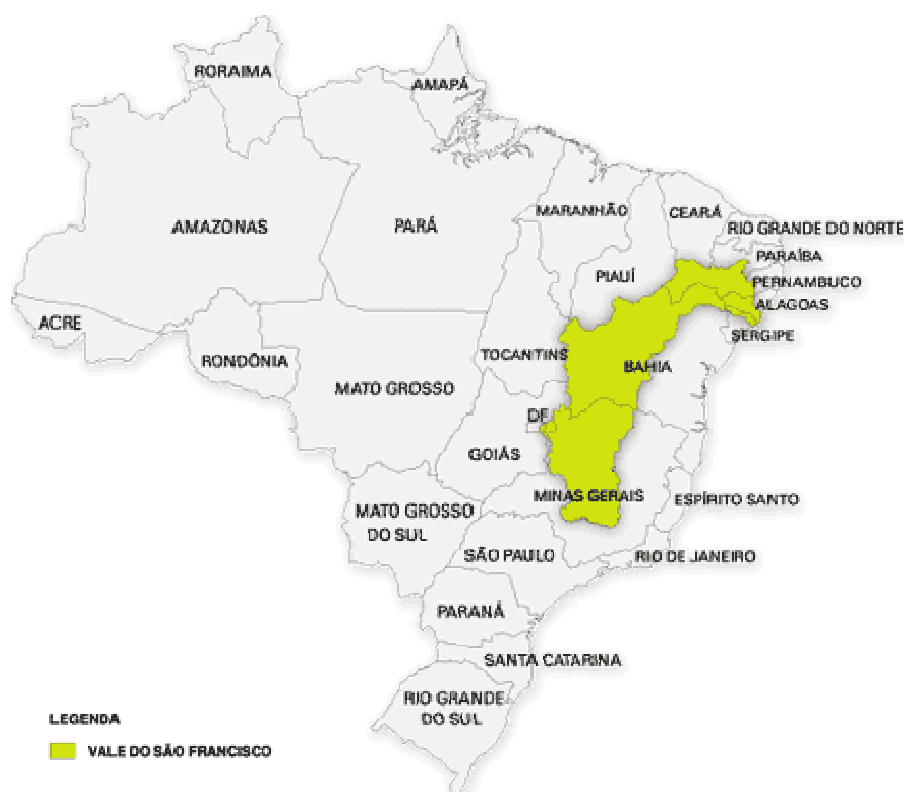 RORAIMA
AMAPÁ
AMAZONAS
PARÁ
MARANHÃO
CEARÁ
RIO GRANDE DO NORTE
PARAÍBA
PIAUÍ
PERNAMBUCO
ALAGOAS
ACRE
SERGIPE
RONDÔNIA
TOCANITINS
BAHIA
MATO GROSSO
DF
GOIÁS
MINAS GERAIS
ESPÍRITO SANTO
MATO GROSSO
DO SUL
SÃO PAULO
RIO DE JANEIRO
PARANÁ
SANTA CATARINA
RIO GRANDE
DO SUL
LEGENDA
VALE DO SÃO FRANCISCO